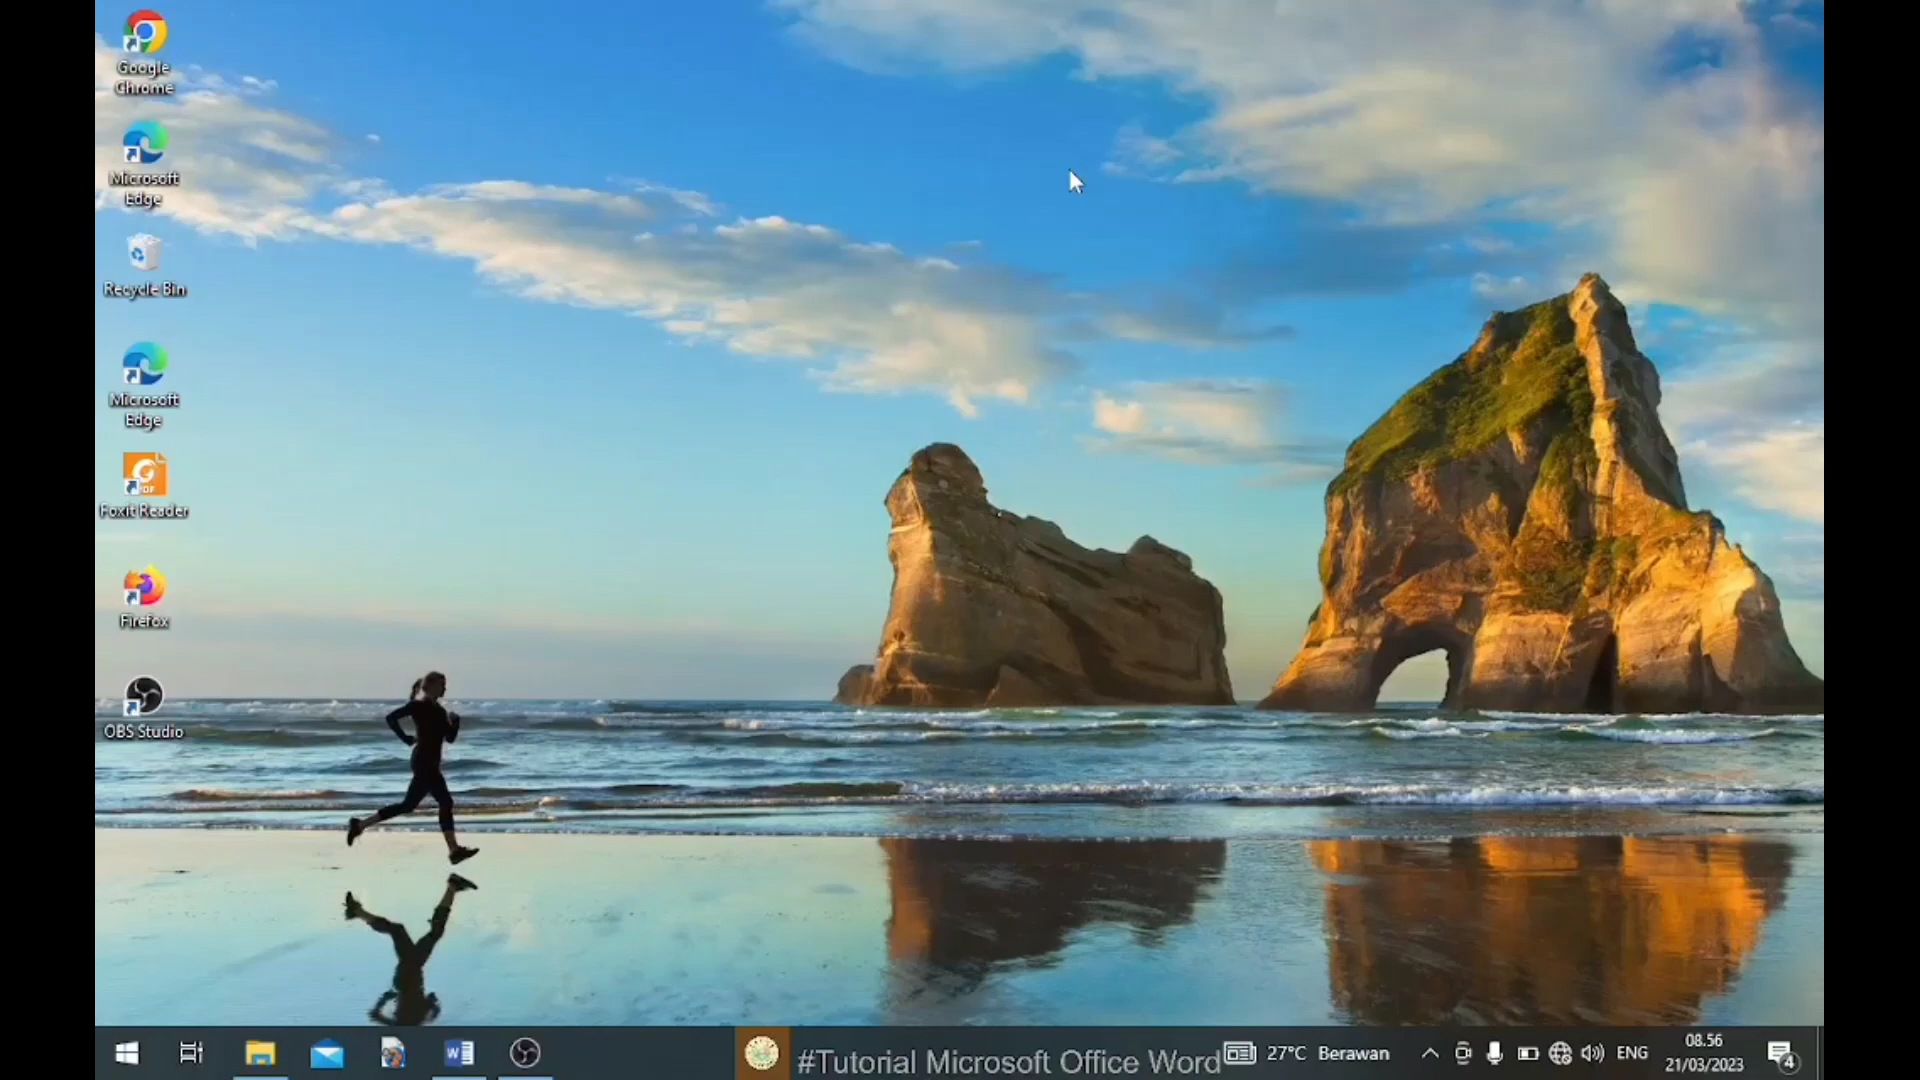 Google
Chrome
Microsoft
Edge
Recycle Bin
Microsoft
Edge
Foxit Reader
Firefox
OBS Studio
#Tutorial Microsoft Office Word
27°C Berawan
ENG
08.56
21/03/2023
4